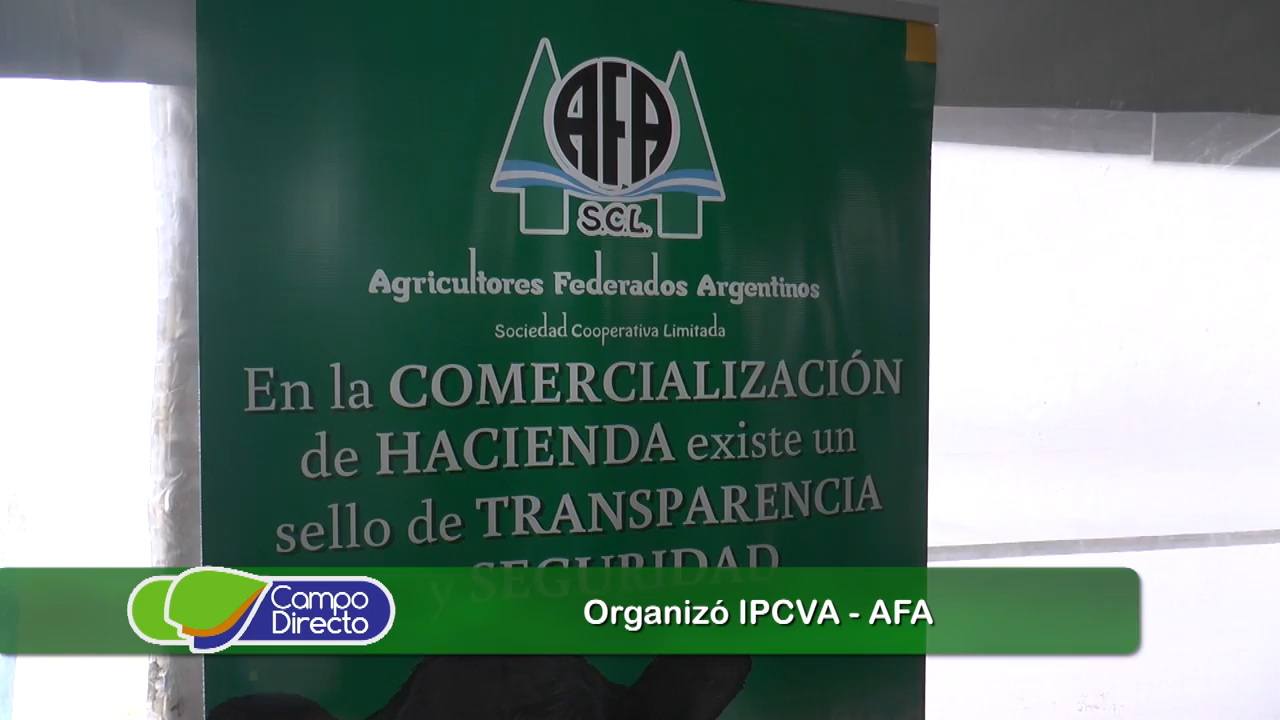 AFA
S.C.L.
Agricultores Federados Argentinos
Sociedad Cooperativa Limitada
En la COMERCIALIZACIÓN
de HACIENDA existe un
sello de TRANSPARENCIA
y SEGURIDAD
Campo
Directo
Organizó IPCVA - AFA